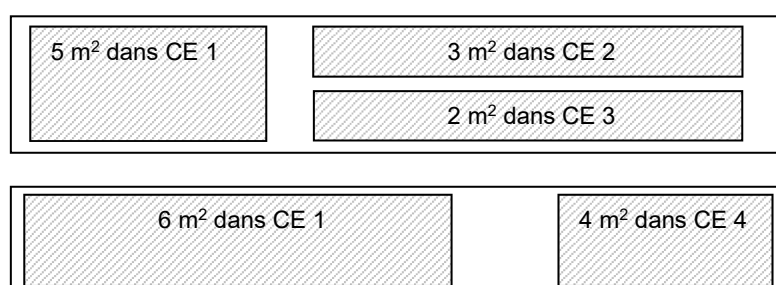 5 m² dans CE 1
3 m² dans CE 2
2 m² dans CE 3
6 m² dans CE 1
4 m² dans CE 4